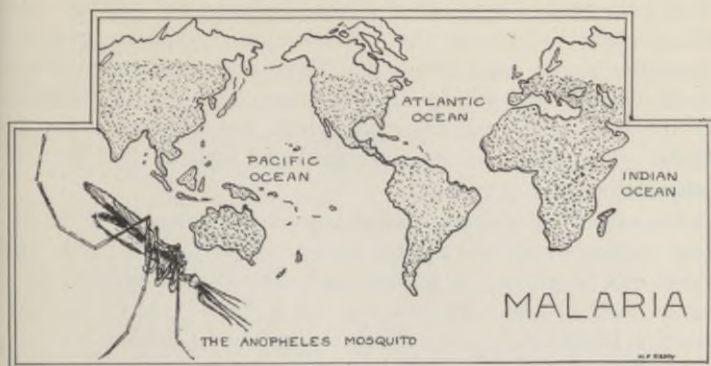 ATLANTIC
OCEAN
PACIFIC
OCEAN
INDIAN
OCEAN
MALARIA
THE ANOPHELES MOSQUITO